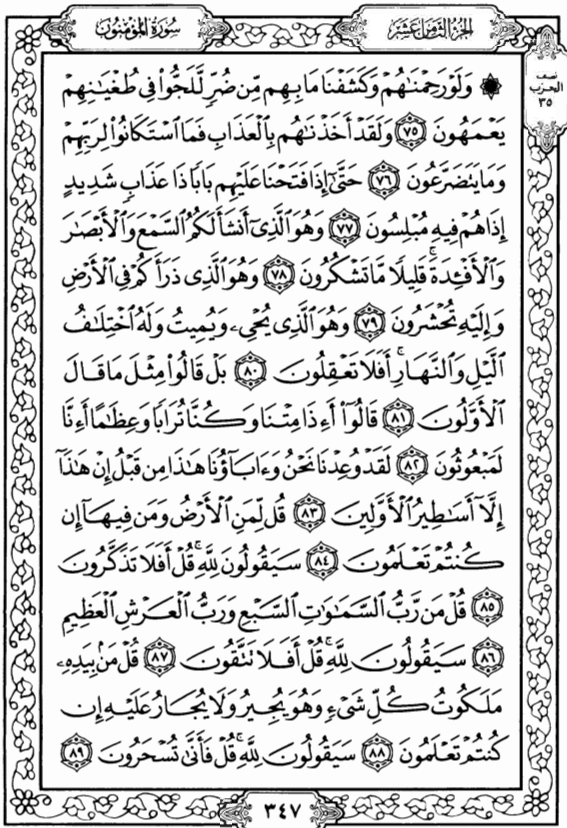 سورة المؤمنون
الجزء الثامن عشر
نصف
الحزب
٣٥
۞ وَلَوْ رَحِمْنَٰهُمْ وَكَشَفْنَا مَا بِهِم مِّن ضُرٍّ لَّلَجُّوا۟ فِى طُغْيَٰنِهِمْ
يَعْمَهُونَ ٧٥ وَلَقَدْ أَخَذْنَٰهُم بِٱلْعَذَابِ فَمَا ٱسْتَكَانُوا۟ لِرَبِّهِمْ
وَمَا يَتَضَرَّعُونَ ٧٦ حَتَّىٰٓ إِذَا فَتَحْنَا عَلَيْهِم بَابًا ذَا عَذَابٍ شَدِيدٍ
إِذَا هُمْ فِيهِ مُبْلِسُونَ ٧٧ وَهُوَ ٱلَّذِىٓ أَنشَأَ لَكُمُ ٱلسَّمْعَ وَٱلْأَبْصَٰرَ
وَٱلْأَفْـِٔدَةَ ۚ قَلِيلًا مَّا تَشْكُرُونَ ٧٨ وَهُوَ ٱلَّذِى ذَرَأَكُمْ فِى ٱلْأَرْضِ
وَإِلَيْهِ تُحْشَرُونَ ٧٩ وَهُوَ ٱلَّذِى يُحْىِۦ وَيُمِيتُ وَلَهُ ٱخْتِلَٰفُ
ٱلَّيْلِ وَٱلنَّهَارِ ۚ أَفَلَا تَعْقِلُونَ ٨٠ بَلْ قَالُوا۟ مِثْلَ مَا قَالَ
ٱلْأَوَّلُونَ ٨١ قَالُوٓا۟ أَءِذَا مِتْنَا وَكُنَّا تُرَابًا وَعِظَٰمًا أَءِنَّا
لَمَبْعُوثُونَ ٨٢ لَقَدْ وُعِدْنَا نَحْنُ وَءَابَآؤُنَا هَٰذَا مِن قَبْلُ إِنْ هَٰذَآ
إِلَّآ أَسَٰطِيرُ ٱلْأَوَّلِينَ ٨٣ قُل لِّمَنِ ٱلْأَرْضُ وَمَن فِيهَآ إِن
كُنتُمْ تَعْلَمُونَ ٨٤ سَيَقُولُونَ لِلَّهِ ۚ قُلْ أَفَلَا تَذَكَّرُونَ
٨٥ قُلْ مَن رَّبُّ ٱلسَّمَٰوَٰتِ ٱلسَّبْعِ وَرَبُّ ٱلْعَرْشِ ٱلْعَظِيمِ
٨٦ سَيَقُولُونَ لِلَّهِ ۚ قُلْ أَفَلَا تَتَّقُونَ ٨٧ قُلْ مَنۢ بِيَدِهِۦ
مَلَكُوتُ كُلِّ شَىْءٍ وَهُوَ يُجِيرُ وَلَا يُجَارُ عَلَيْهِ إِن
كُنتُمْ تَعْلَمُونَ ٨٨ سَيَقُولُونَ لِلَّهِ ۚ قُلْ فَأَنَّىٰ تُسْحَرُونَ ٨٩
٣٤٧